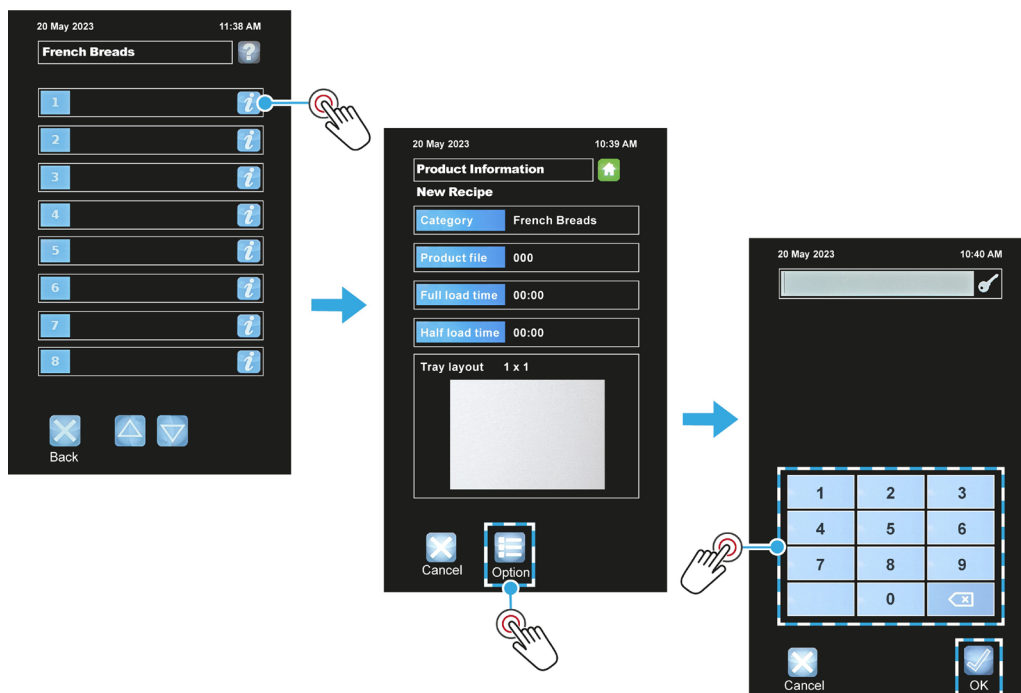 20 May 2023 11:38 AM
French Breads ?
1 i
2 i
3 i
4 i
5 i
6 i
7 i
8 i
Back
20 May 2023 10:39 AM
Product Information
New Recipe
Category French Breads
Product file 000
Full load time 00:00
Half load time 00:00
Tray layout 1 x 1
Cancel Option
20 May 2023 10:40 AM
1 2 3
4 5 6
7 8 9
0
Cancel OK